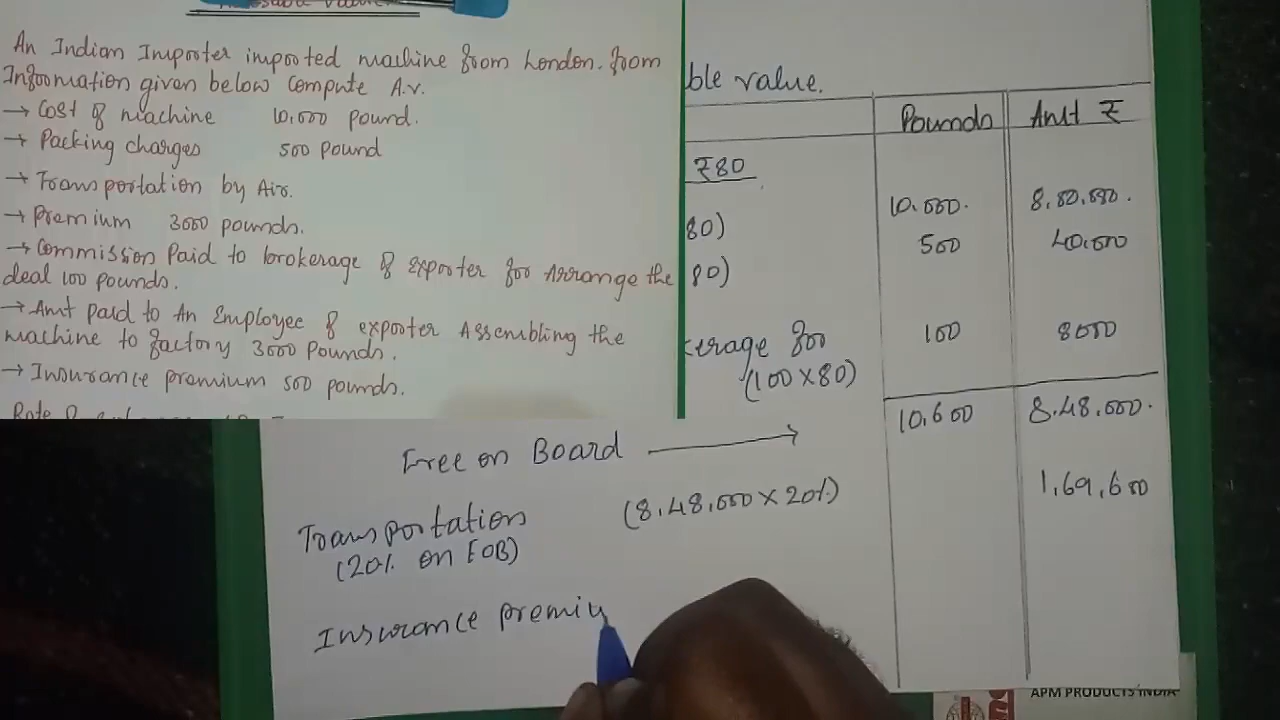 An Indian Importer imported machine from London. from
Information given below compute A.V.
→ Cost of machine 10,000 pound.
→ Packing charges 500 pound
→ Transportation by Air.
→ Premium 3000 pounds.
→ Commission Paid to brokerage of exporter for Arrange the
deal 100 pounds.
→ Amt paid to An Employee of exporter Assembling the
machine to factory 3000 pounds.
→ Insurance premium 500 pounds.
ble value.
Pounds Amt ₹
₹80
80) 10,000. 8,00,000.
80) 500 40,000
kerage for 100 8000
(100 X 80)
Free on Board → 10,600 8,48,000.
Transportation (8,48,000 X 20%) 1,69,600
(20% on FOB)
Insurance premiu
APM PRODUCTS INDIA